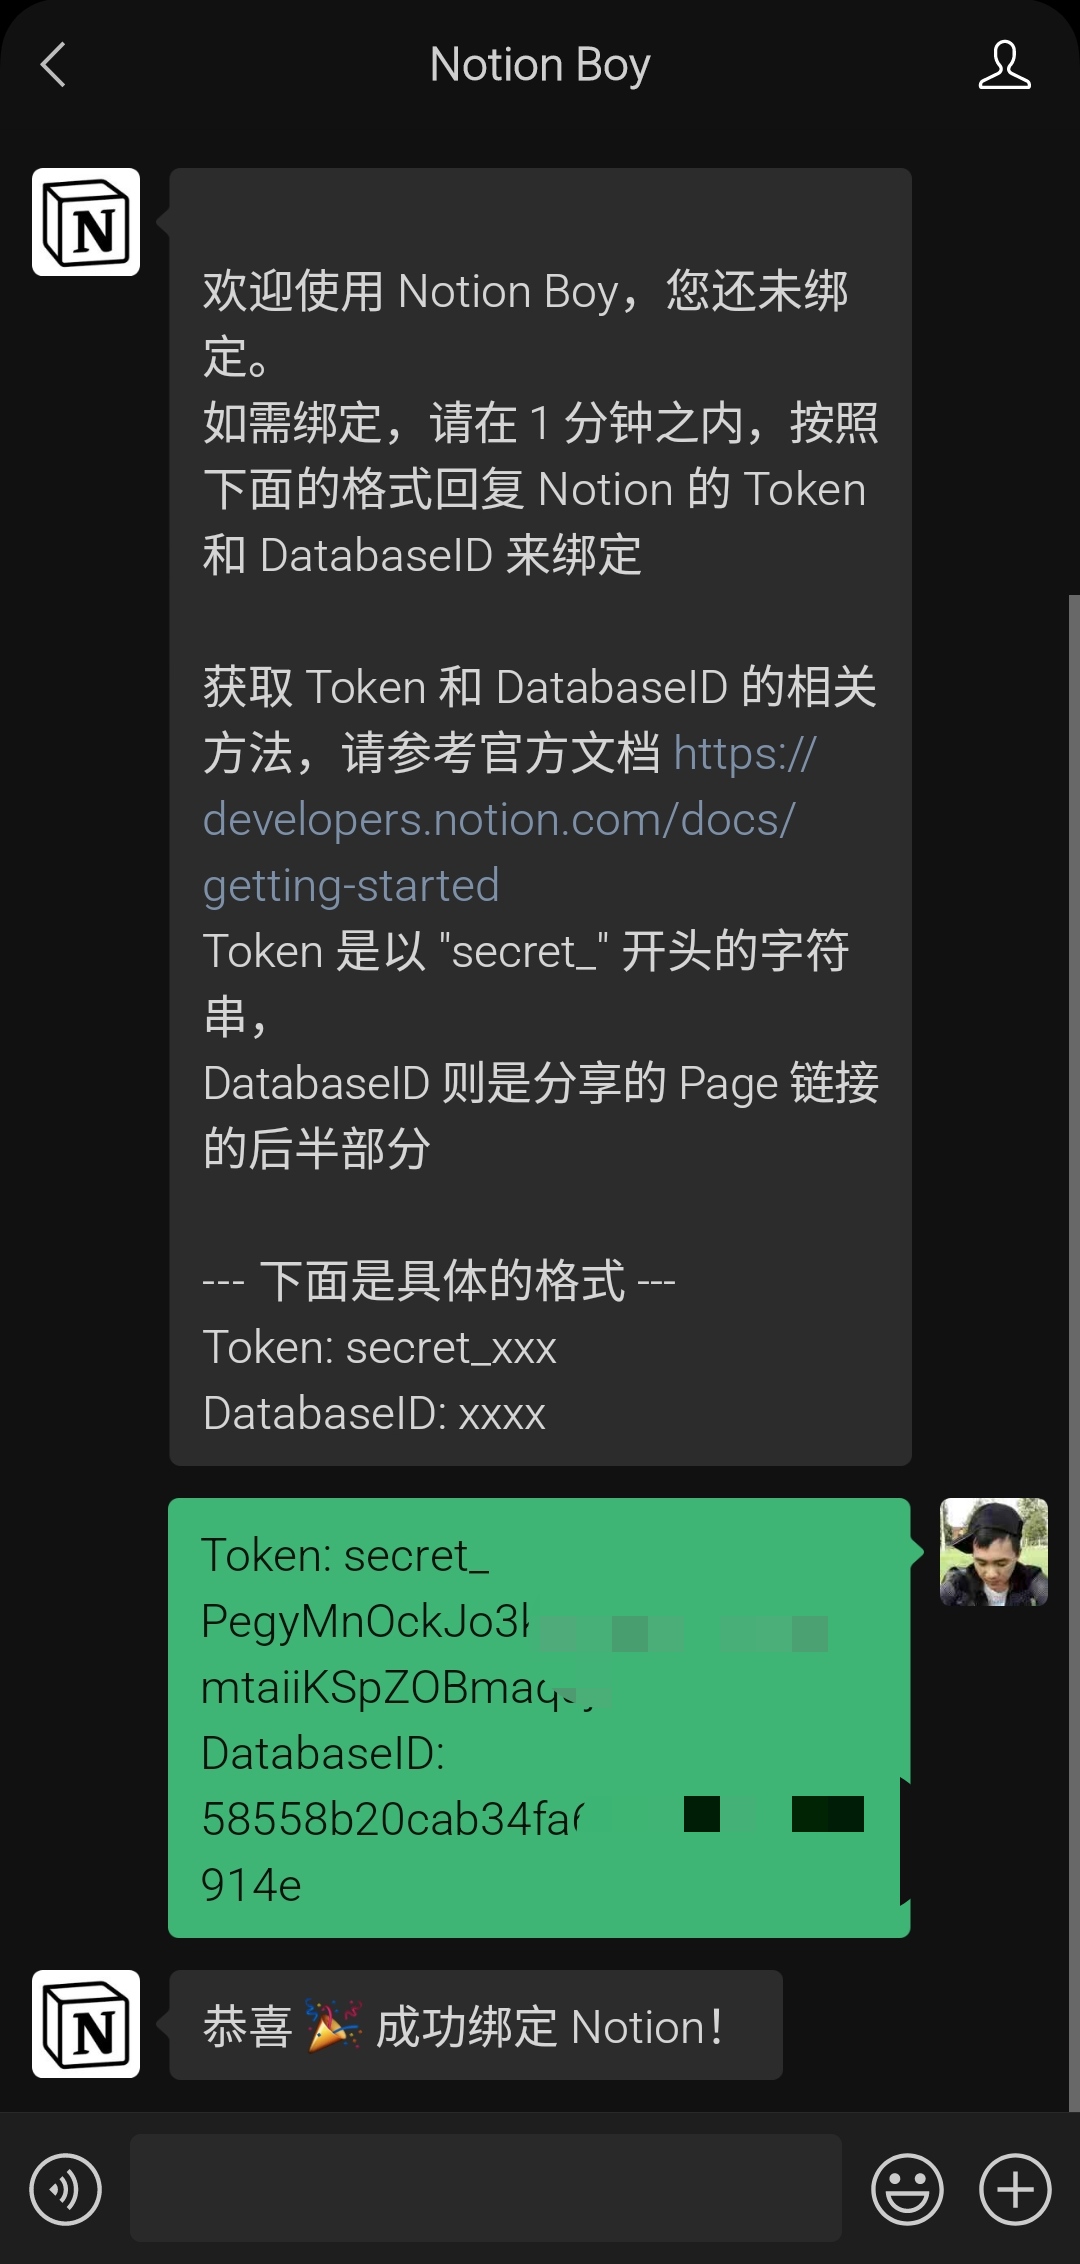 Notion Boy
N
欢迎使用 Notion Boy，您还未绑
定。
如需绑定，请在 1 分钟之内，按照
下面的格式回复 Notion 的 Token
和 DatabaseID 来绑定
获取 Token 和 DatabaseID 的相关
方法，请参考官方文档 https://
developers.notion.com/docs/
getting-started
Token 是以 "secret_" 开头的字符
串，
DatabaseID 则是分享的 Page 链接
的后半部分
--- 下面是具体的格式 ---
Token: secret_xxx
DatabaseID: xxxx
Token: secret_
PegyMnOckJo3
mtaiiKSpZOBma
DatabaseID:
58558b20cab34fa
914e
N
恭喜 🎉 成功绑定 Notion！